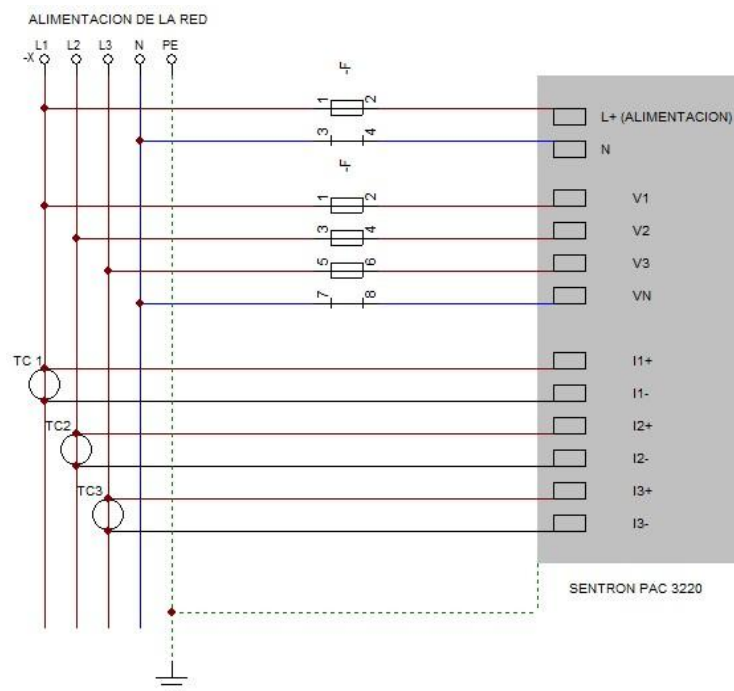 ALIMENTACION DE LA RED
L1 L2 L3 N PE
-X
-F
1 2
L+ (ALIMENTACION)
3 4
N
-F
1 2
V1
3 4
V2
5 6
V3
7 8
VN
TC 1
I1+
I1-
TC2
I2+
I2-
TC3
I3+
I3-
SENTRON PAC 3220